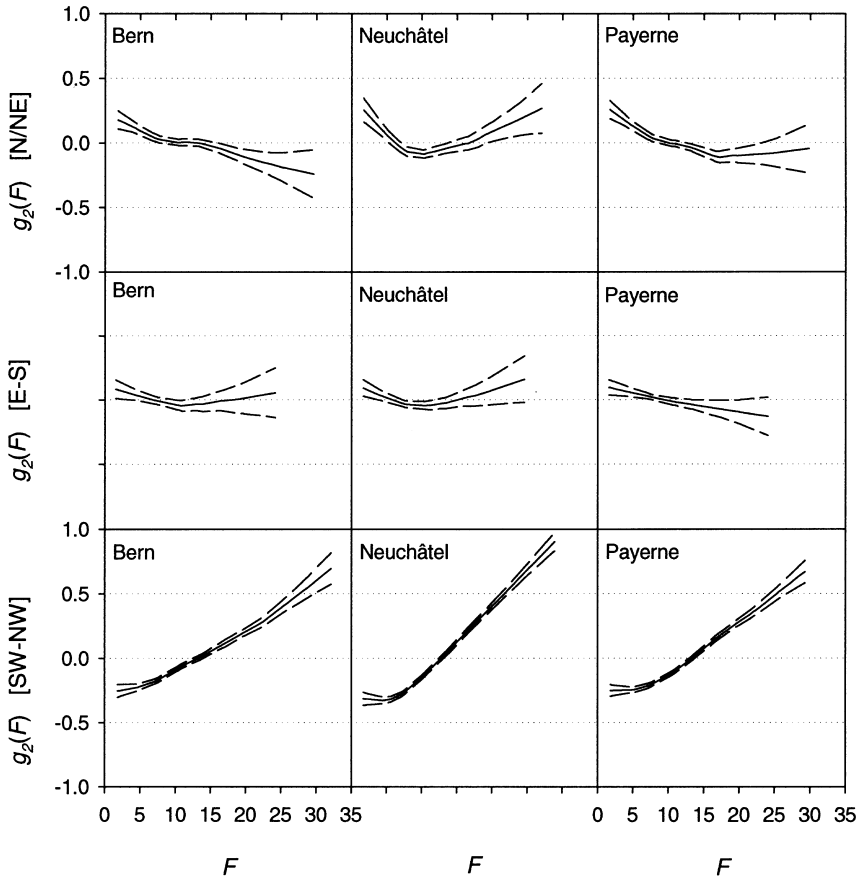 1.0
Bern
Neuchâtel
Payerne
0.5
0.0
-0.5
-1.0
g2(F) [N/NE]
Bern
Neuchâtel
Payerne
g2(F) [E-S]
1.0
Bern
Neuchâtel
Payerne
0.5
0.0
-0.5
-1.0
g2(F) [SW-NW]
0 5 10 15 20 25 30 35
0 5 10 15 20 25 30 35
F
F
F